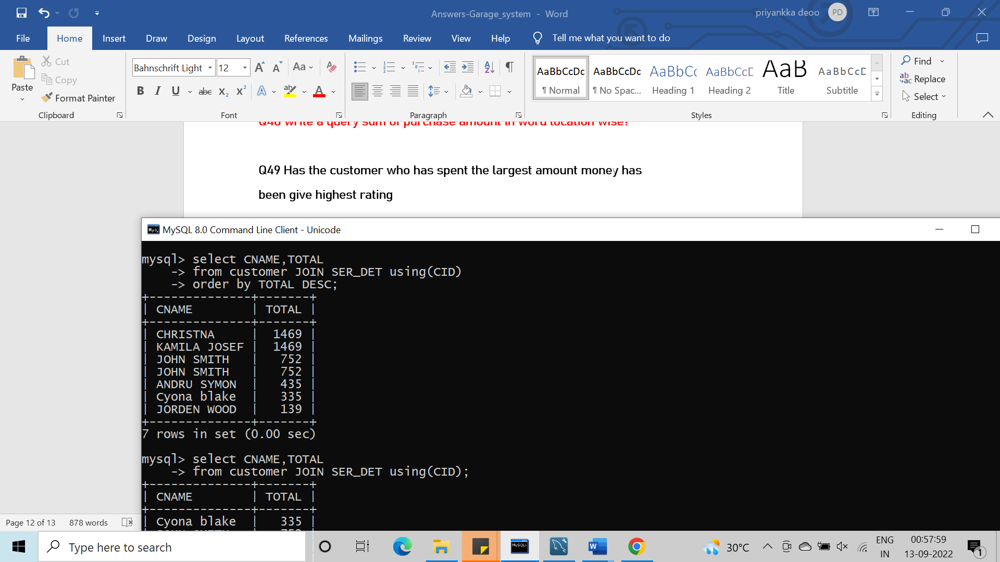 Answers-Garage_system - Word
priyankka deoo PD
File Home Insert Draw Design Layout References Mailings Review View Help Tell me what you want to do
Paste
Cut
Copy
Format Painter
Clipboard
Bahnschrift Light 12
Font
Paragraph
AaBbCcDc AaBbCcDc AaBbCc AaBbCcD AaB AaBbCcD
¶ Normal ¶ No Spac... Heading 1 Heading 2 Title Subtitle
Styles
Find
Replace
Select
Editing
Q48 write a query sum of purchase amount in word location wise?
Q49 Has the customer who has spent the largest amount money has
been give highest rating
MySQL 8.0 Command Line Client - Unicode
mysql> select CNAME,TOTAL
    -> from customer JOIN SER_DET using(CID)
    -> order by TOTAL DESC;
+--------------+-------+
| CNAME        | TOTAL |
+--------------+-------+
| CHRISTNA     |  1469 |
| KAMILA JOSEF |  1469 |
| JOHN SMITH   |   752 |
| JOHN SMITH   |   752 |
| ANDRU SYMON  |   435 |
| Cyona blake  |   335 |
| JORDEN WOOD  |   139 |
+--------------+-------+
7 rows in set (0.00 sec)
mysql> select CNAME,TOTAL
    -> from customer JOIN SER_DET using(CID);
+--------------+-------+
| CNAME        | TOTAL |
+--------------+-------+
| Cyona blake  |   335 |
Page 12 of 13 878 words
Type here to search
30°C
ENG
IN
00:57:59
13-09-2022
1